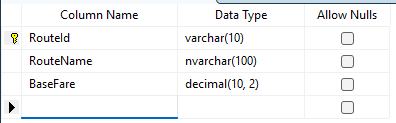 Column Name Data Type Allow Nulls
RouteId varchar(10)
RouteName nvarchar(100)
BaseFare decimal(10, 2)